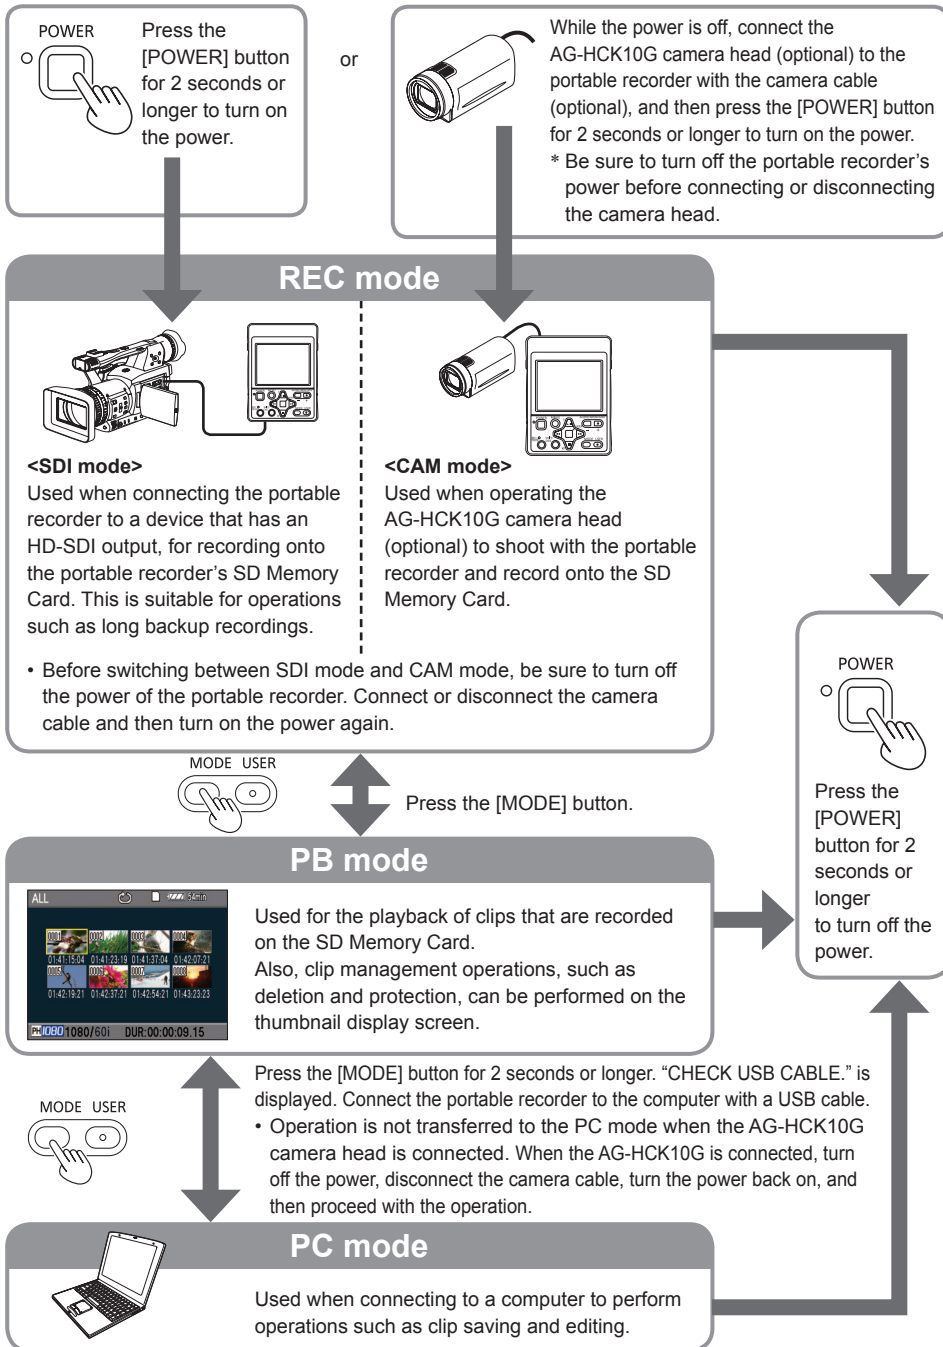 POWER
Press the
[POWER] button
for 2 seconds or
longer to turn on
the power.
or
While the power is off, connect the
AG-HCK10G camera head (optional) to the
portable recorder with the camera cable
(optional), and then press the [POWER] button
for 2 seconds or longer to turn on the power.
* Be sure to turn off the portable recorder's
power before connecting or disconnecting
the camera head.
REC mode
<SDI mode>
Used when connecting the portable
recorder to a device that has an
HD-SDI output, for recording onto
the portable recorder's SD Memory
Card. This is suitable for operations
such as long backup recordings.
<CAM mode>
Used when operating the
AG-HCK10G camera head
(optional) to shoot with the portable
recorder and record onto the SD
Memory Card.
• Before switching between SDI mode and CAM mode, be sure to turn off
the power of the portable recorder. Connect or disconnect the camera
cable and then turn on the power again.
MODE USER
Press the [MODE] button.
POWER
Press the
[POWER]
button for 2
seconds or
longer
to turn off the
power.
PB mode
ALL
54min
0001 0002 0003 0004
01:41:15:04 01:41:23:19 01:41:37:04 01:42:07:21
0005 0006 0007 0008
01:42:19:21 01:42:37:21 01:42:54:21 01:43:23:23
PH 1080 1080/60i DUR:00:00:09.15
Used for the playback of clips that are recorded
on the SD Memory Card.
Also, clip management operations, such as
deletion and protection, can be performed on the
thumbnail display screen.
MODE USER
Press the [MODE] button for 2 seconds or longer. “CHECK USB CABLE.” is
displayed. Connect the portable recorder to the computer with a USB cable.
• Operation is not transferred to the PC mode when the AG-HCK10G
camera head is connected. When the AG-HCK10G is connected, turn
off the power, disconnect the camera cable, turn the power back on, and
then proceed with the operation.
PC mode
Used when connecting to a computer to perform
operations such as clip saving and editing.